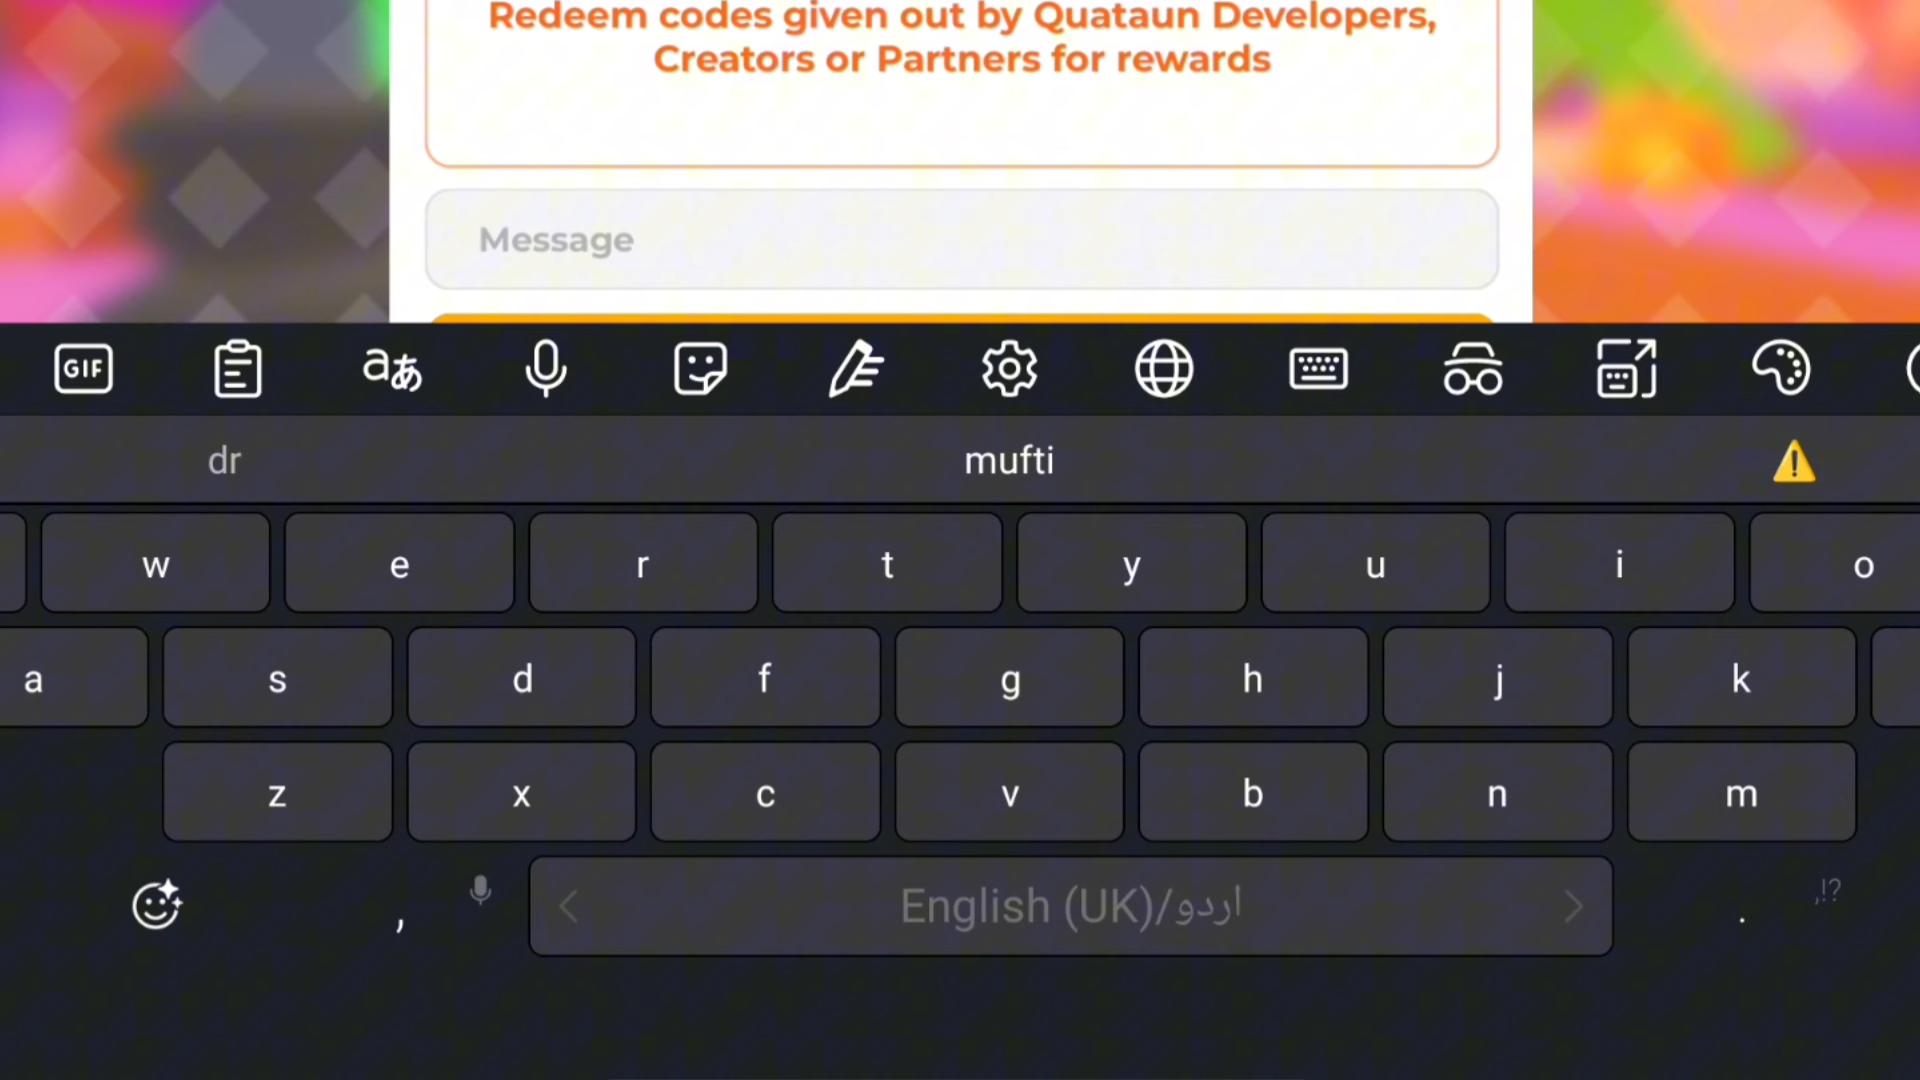 Redeem codes given out by Quataun Developers,
Creators or Partners for rewards
Message
GIF
aあ
dr mufti
w e r t y u i o
a s d f g h j k
z x c v b n m
, English (UK)/اردو . ,!?